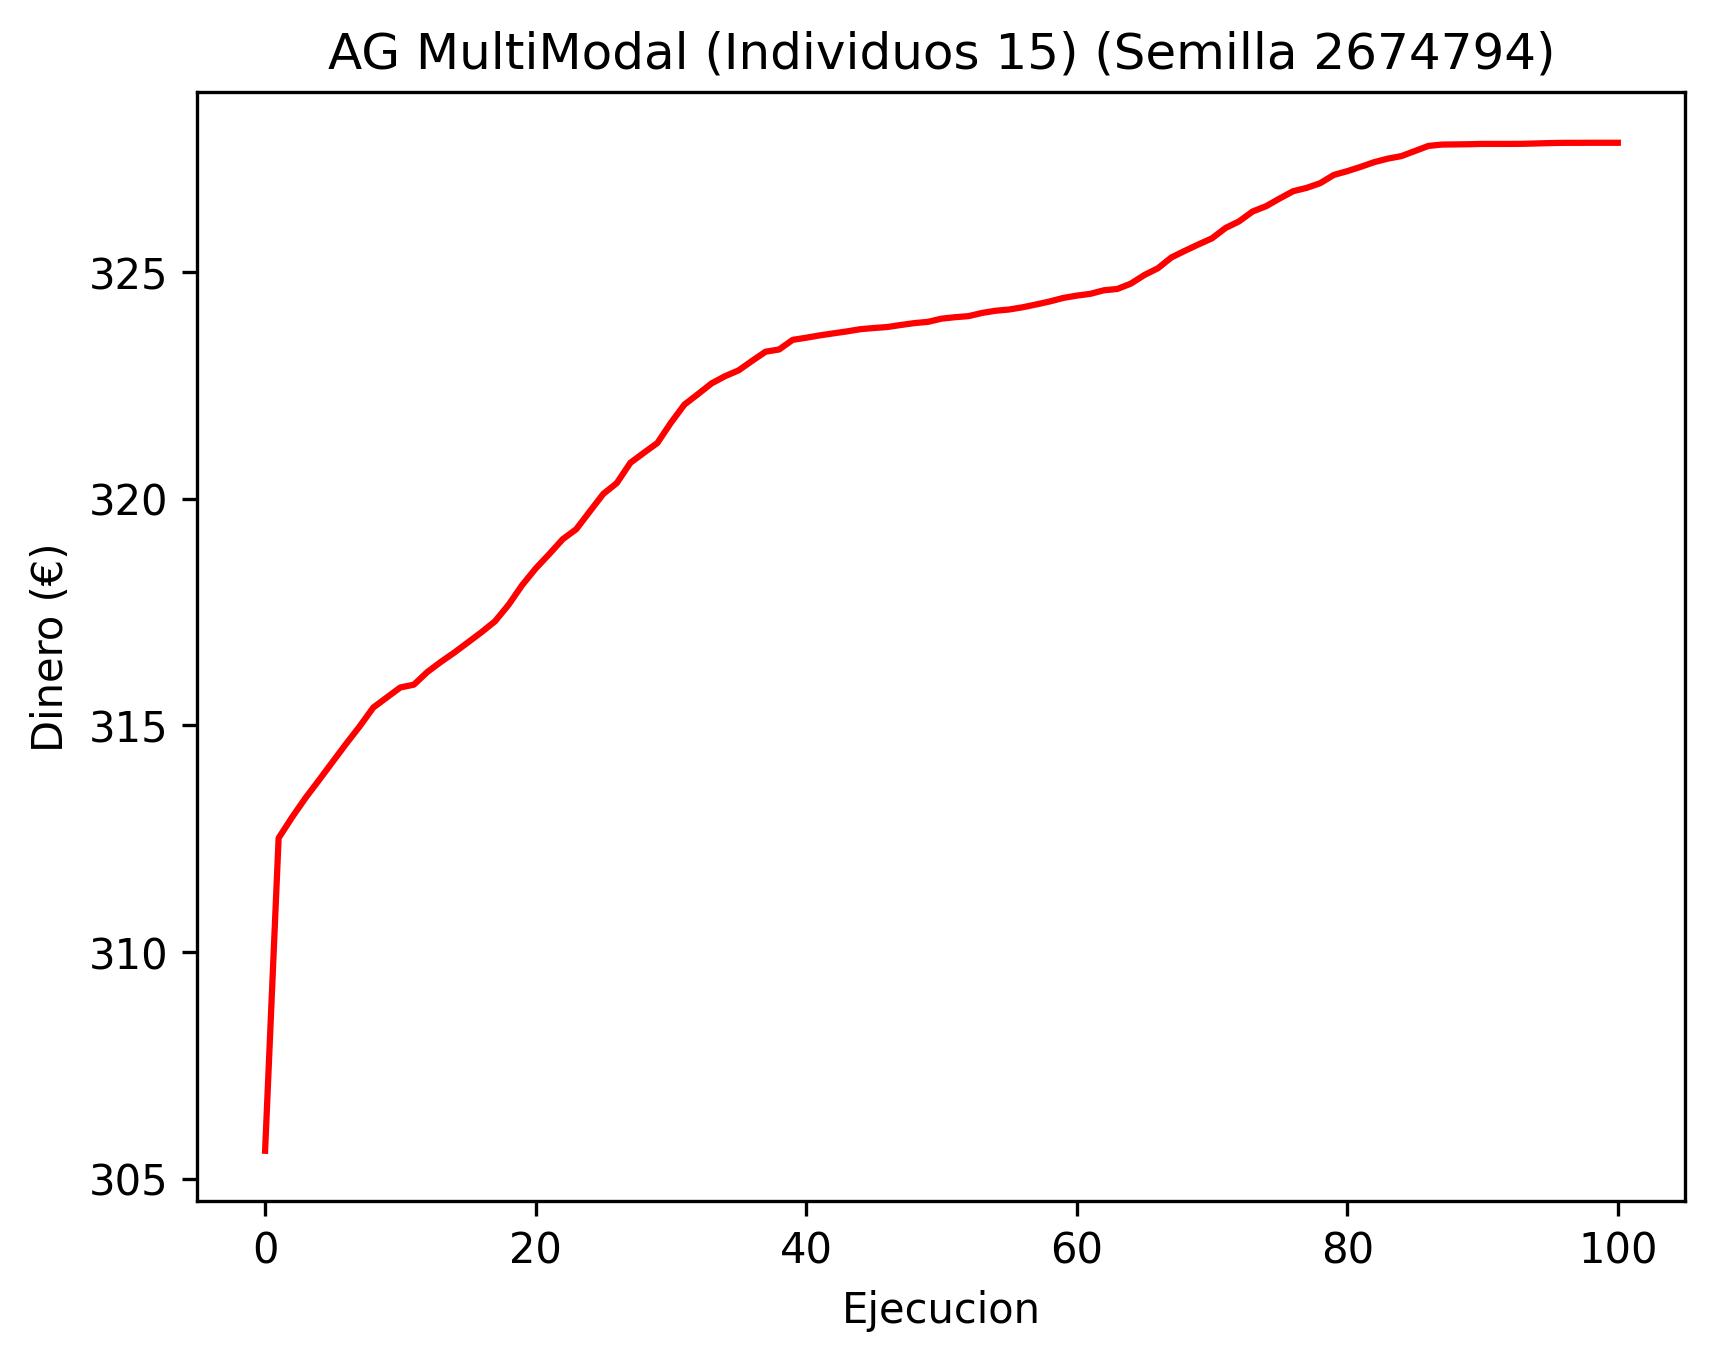 AG MultiModal (Individuos 15) (Semilla 2674794)
Dinero (€)
325
320
315
310
305
0 20 40 60 80 100
Ejecucion